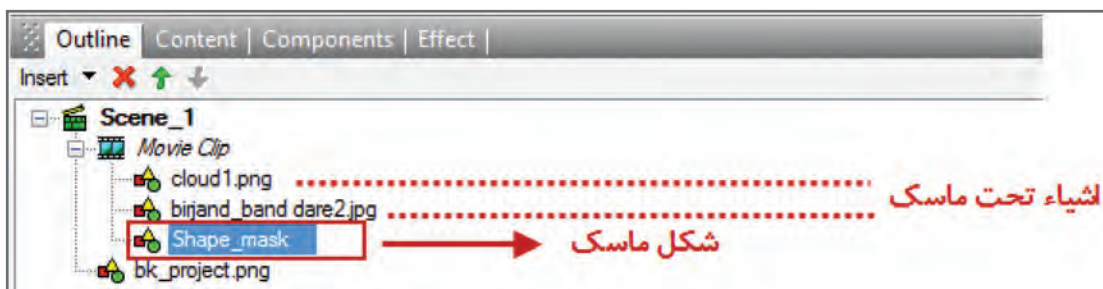 Outline | Content | Components | Effect |
Insert
Scene_1
Movie Clip
cloud1.png
birjand_band dare2.jpg
اشیاء تحت ماسک
Shape_mask
شکل ماسک
bk_project.png